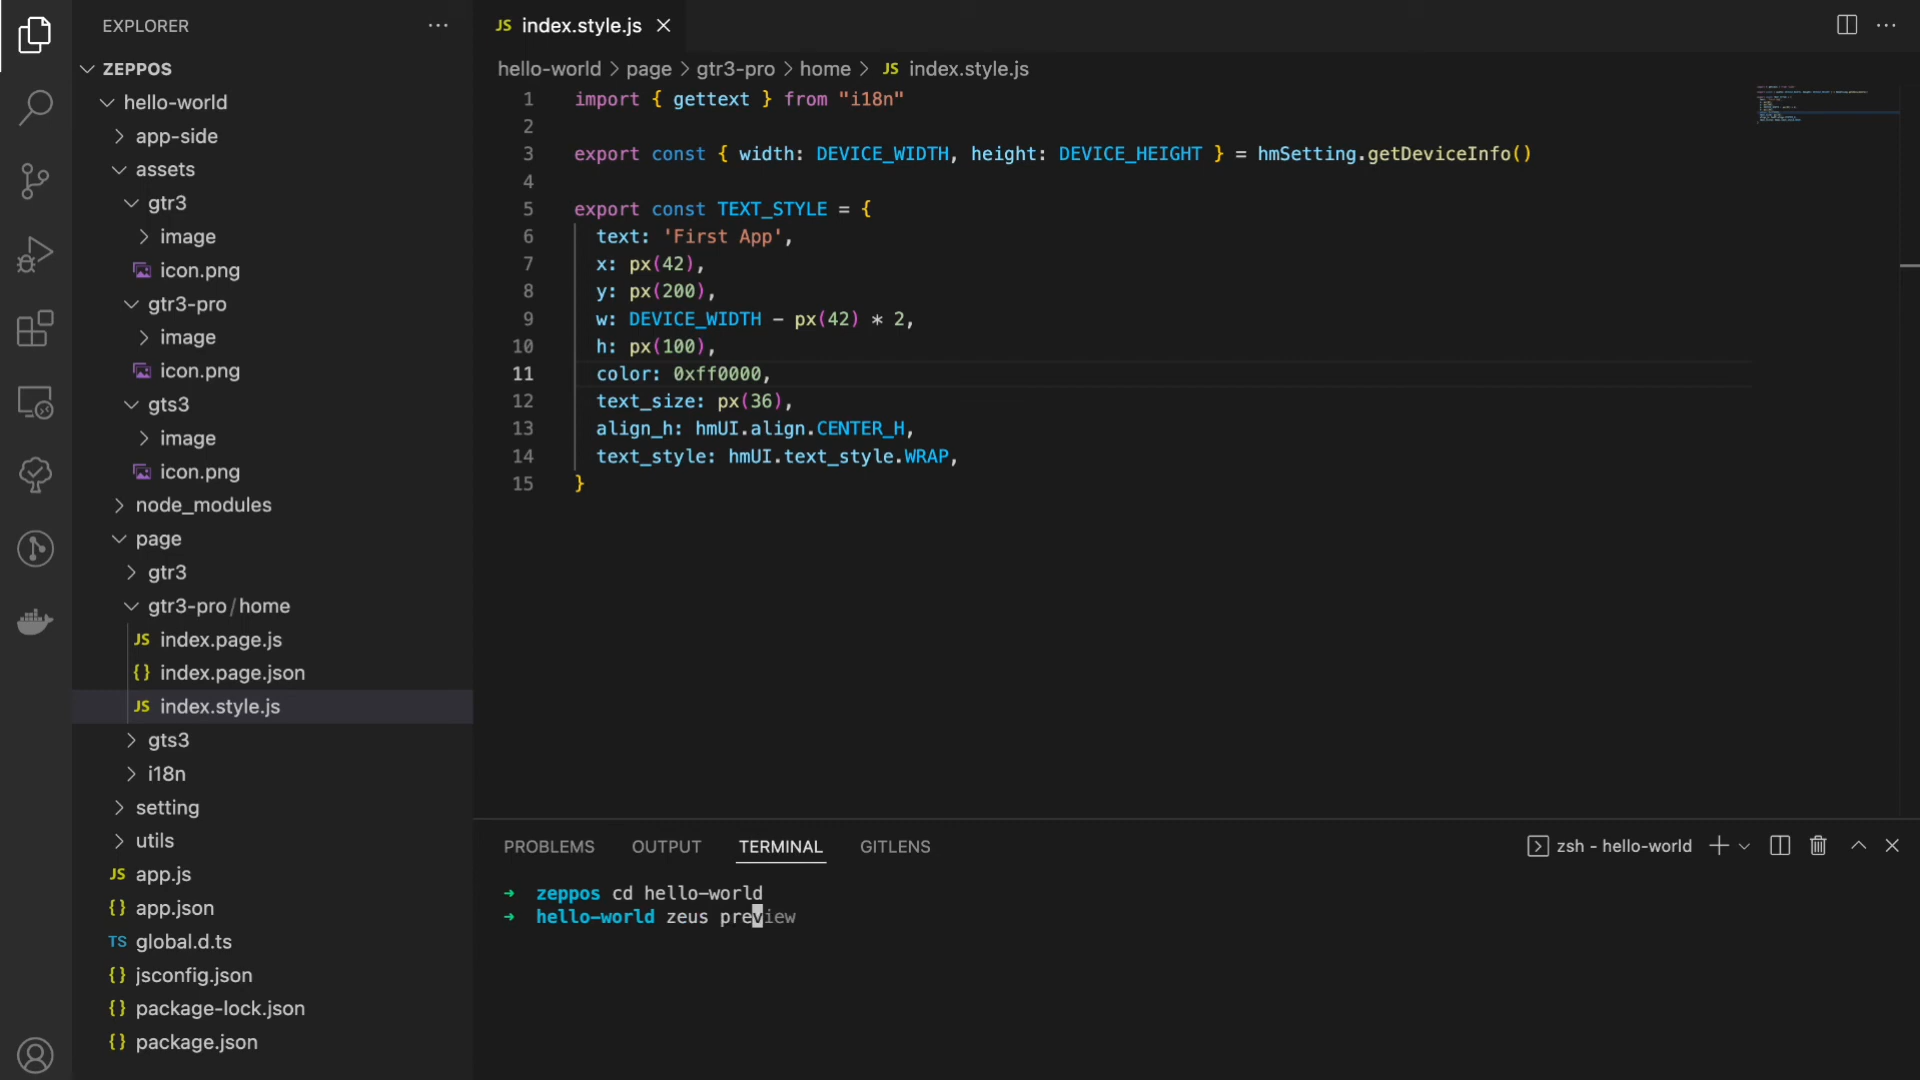 EXPLORER
ZEPPOS
hello-world
app-side
assets
gtr3
image
icon.png
gtr3-pro
image
icon.png
gts3
image
icon.png
node_modules
page
gtr3
gtr3-pro/home
JS index.page.js
{} index.page.json
JS index.style.js
gts3
i18n
setting
utils
JS app.js
{} app.json
TS global.d.ts
{} jsconfig.json
{} package-lock.json
{} package.json
JS index.style.js
hello-world > page > gtr3-pro > home > JS index.style.js
1 import { gettext } from "i18n"
2
3 export const { width: DEVICE_WIDTH, height: DEVICE_HEIGHT } = hmSetting.getDeviceInfo()
4
5 export const TEXT_STYLE = {
6 text: 'First App',
7 x: px(42),
8 y: px(200),
9 w: DEVICE_WIDTH - px(42) * 2,
10 h: px(100),
11 color: 0xff0000,
12 text_size: px(36),
13 align_h: hmUI.align.CENTER_H,
14 text_style: hmUI.text_style.WRAP,
15 }
PROBLEMS OUTPUT TERMINAL GITLENS
zsh - hello-world
→ zeppos cd hello-world
→ hello-world zeus preview